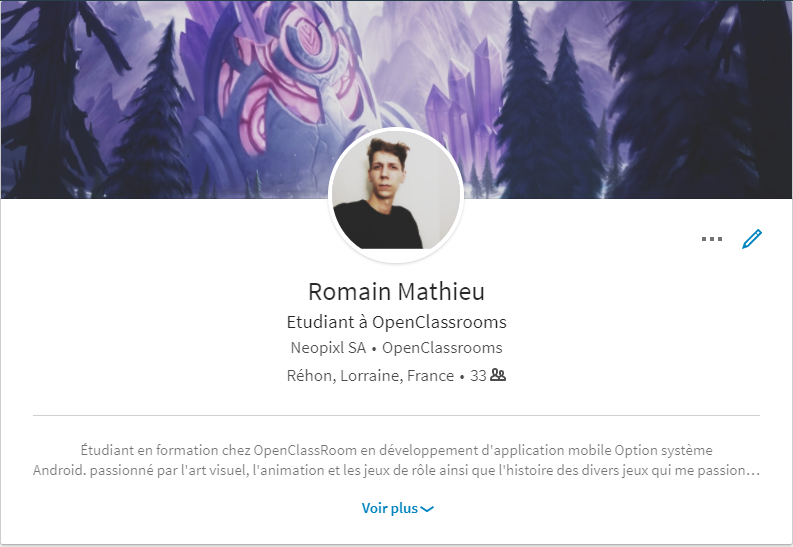 Romain Mathieu
Etudiant à OpenClassrooms
Neopixl SA • OpenClassrooms
Réhon, Lorraine, France • 33
Étudiant en formation chez OpenClassRoom en développement d'application mobile Option système
Android. passionné par l'art visuel, l'animation et les jeux de rôle ainsi que l'histoire des divers jeux qui me passion…
Voir plus